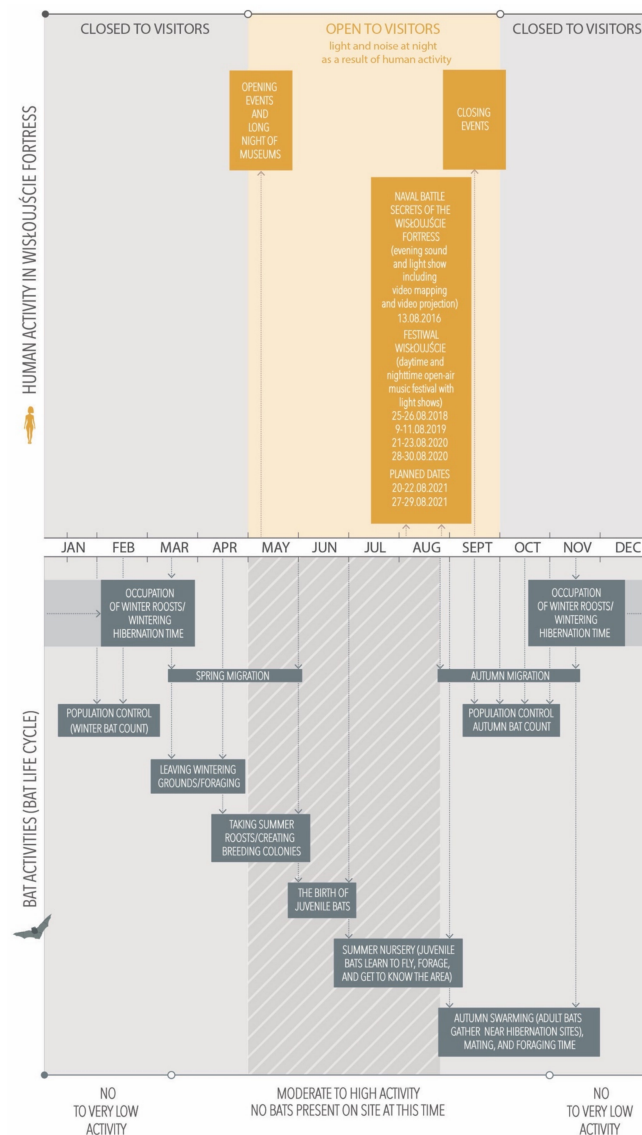 CLOSED TO VISITORS
OPEN TO VISITORS
light and noise at night
as a result of human activity
CLOSED TO VISITORS
HUMAN ACTIVITY IN WISŁOUJŚCIE FORTRESS
OPENING
EVENTS
AND
LONG
NIGHT OF
MUSEUMS
CLOSING
EVENTS
NAVAL BATTLE
SECRETS OF THE
WISŁOUJŚCIE
FORTRESS
(evening sound
and light show
including
video mapping
and video projection)
13.08.2016
FESTIWAL
WISŁOUJŚCIE
(daytime and
nighttime open-air
music festival with
light shows)
25-26.08.2018
9-11.08.2019
21-23.08.2020
28-30.08.2020
PLANNED DATES
20-22.08.2021
27-29.08.2021
JAN FEB MAR APR MAY JUN JUL AUG SEPT OCT NOV DEC
BAT ACTIVITIES (BAT LIFE CYCLE)
OCCUPATION
OF WINTER ROOSTS/
WINTERING
HIBERNATION TIME
OCCUPATION
OF WINTER ROOSTS/
WINTERING
HIBERNATION TIME
SPRING MIGRATION
AUTUMN MIGRATION
POPULATION CONTROL
(WINTER BAT COUNT)
POPULATION CONTROL
AUTUMN BAT COUNT
LEAVING WINTERING
GROUNDS/FORAGING
TAKING SUMMER
ROOSTS/CREATING
BREEDING COLONIES
THE BIRTH OF
JUVENILE BATS
SUMMER NURSERY (JUVENILE
BATS LEARN TO FLY, FORAGE,
AND GET TO KNOW THE AREA)
AUTUMN SWARMING (ADULT BATS
GATHER NEAR HIBERNATION SITES),
MATING, AND FORAGING TIME
NO
TO VERY LOW
ACTIVITY
MODERATE TO HIGH ACTIVITY
NO BATS PRESENT ON SITE AT THIS TIME
NO
TO VERY LOW
ACTIVITY